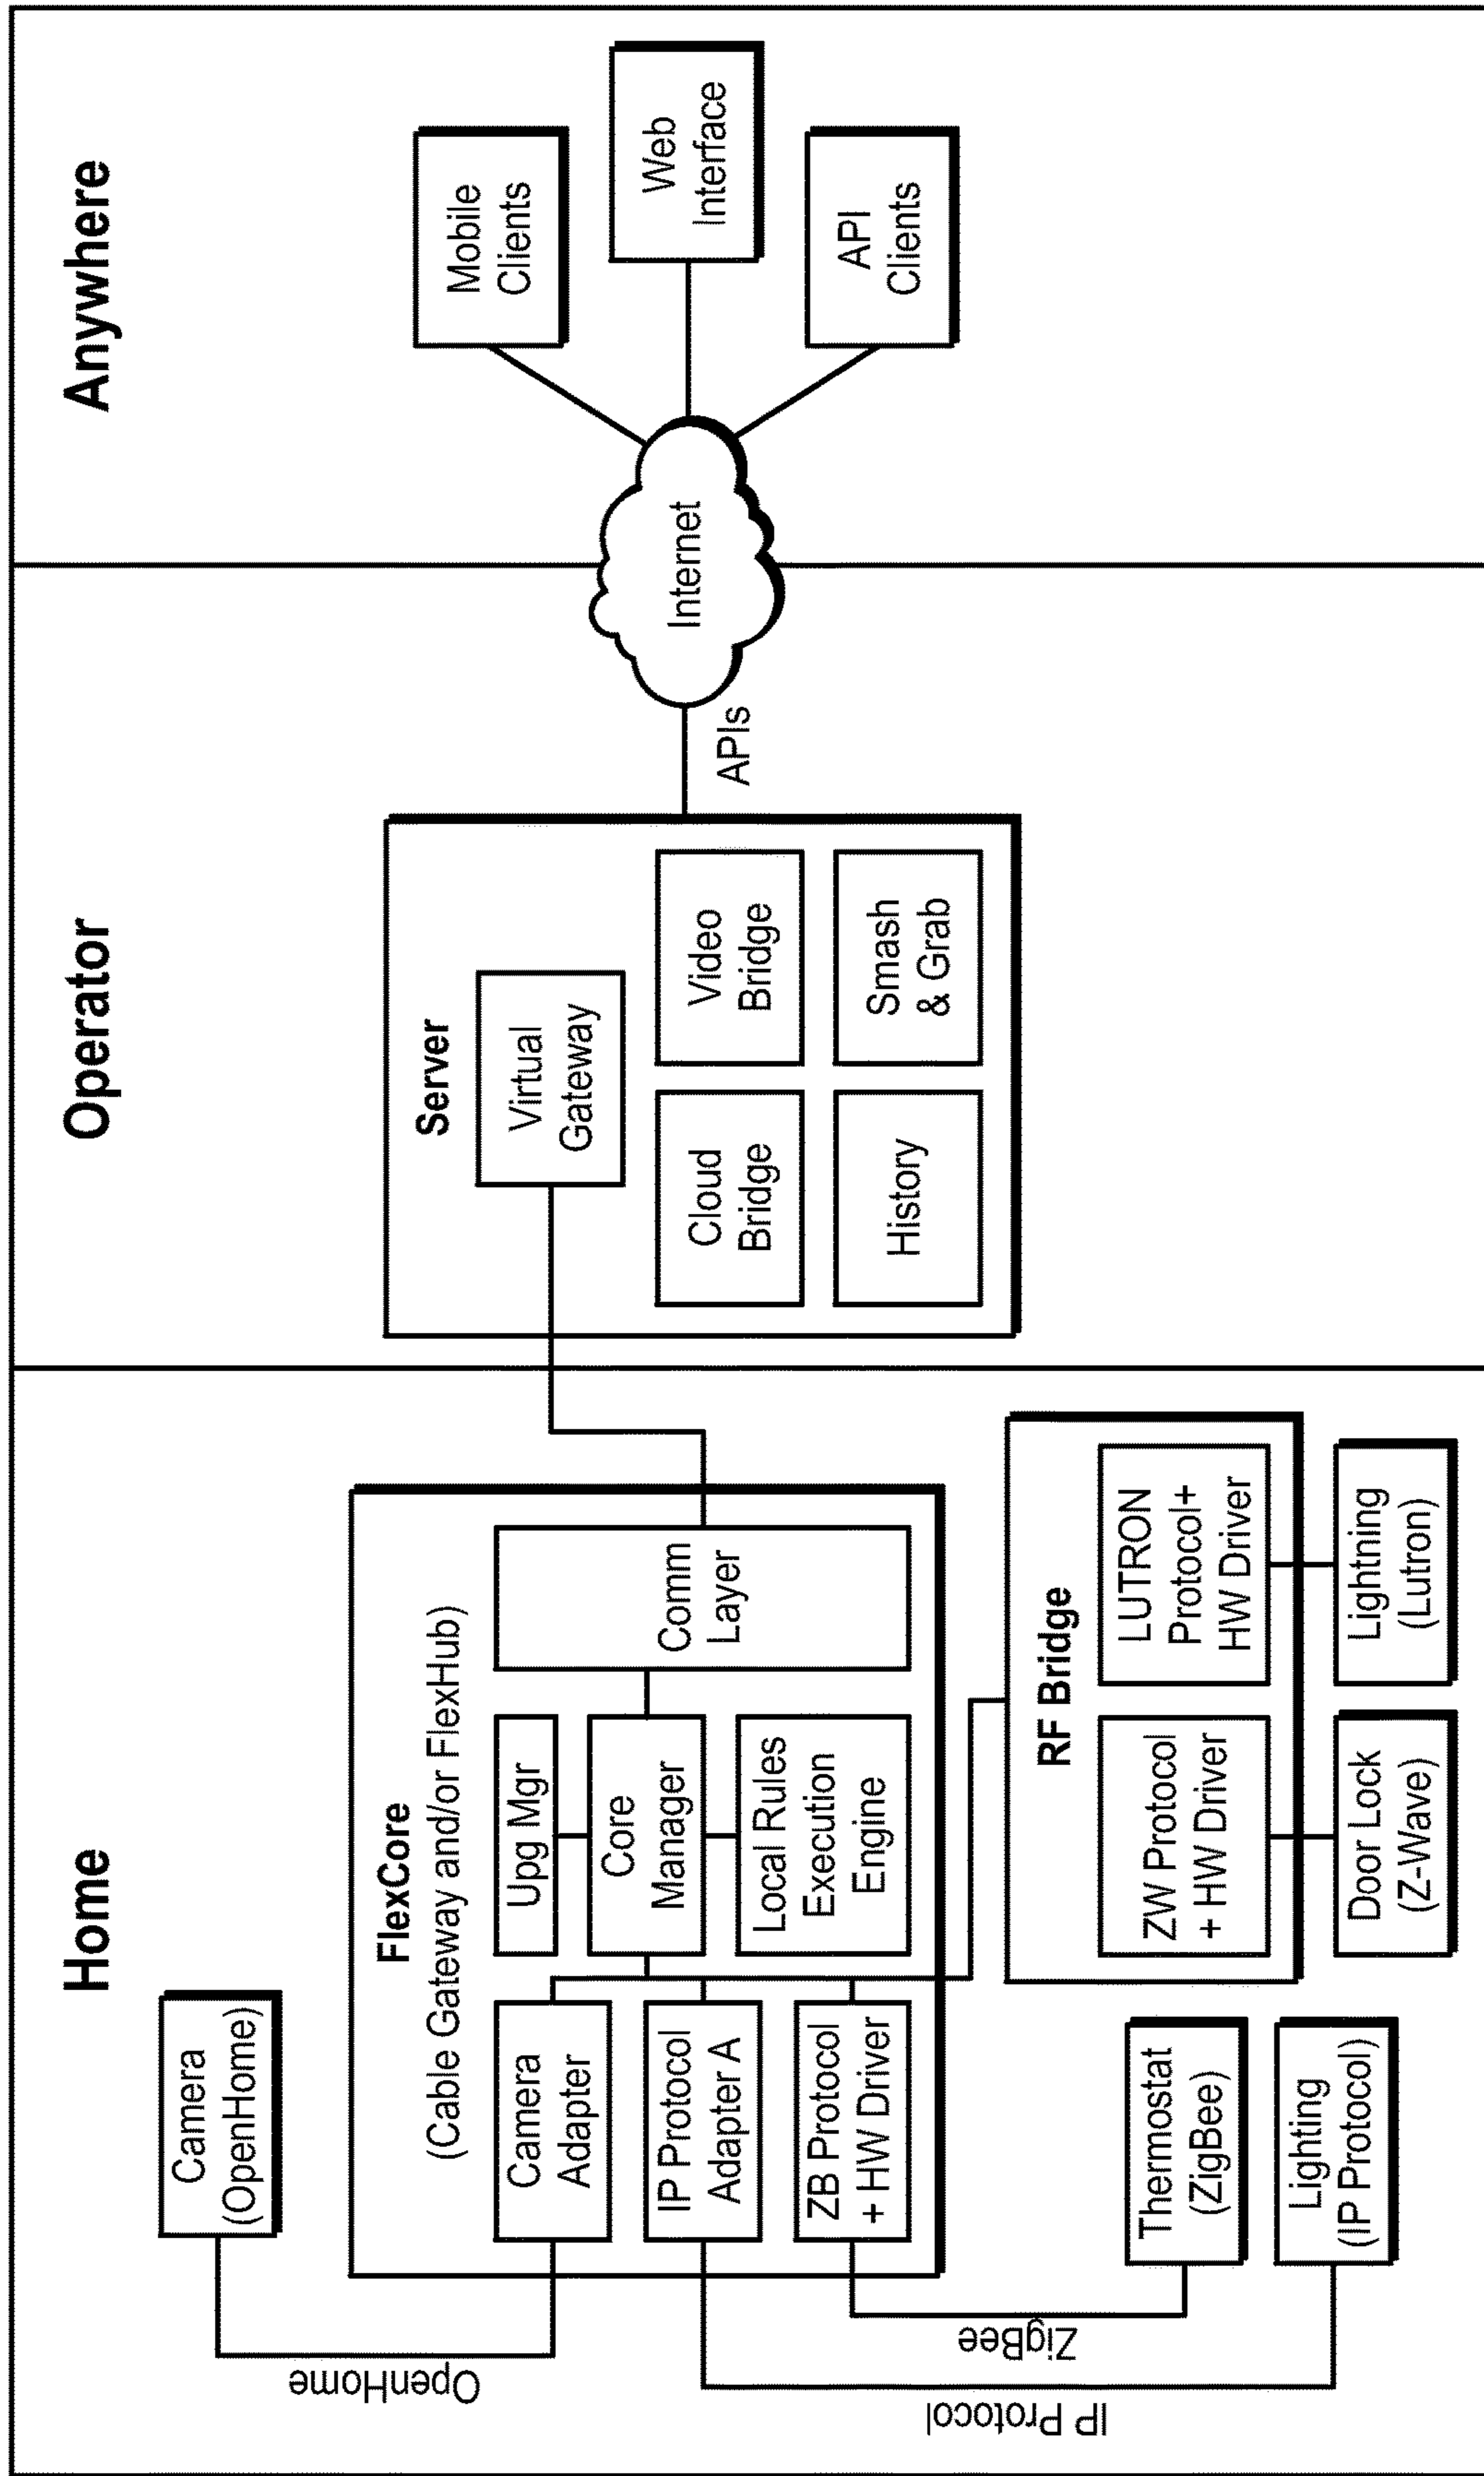 Home
Operator
Anywhere
Camera
(OpenHome)
OpenHome
FlexCore
(Cable Gateway and/or FlexHub)
Camera
Adapter
Upg Mgr
Comm
Layer
IP Protocol
Adapter A
Core
Manager
ZB Protocol
+ HW Driver
Local Rules
Execution
Engine
ZigBee
IP Protocol
Thermostat
(ZigBee)
Lighting
(IP Protocol)
RF Bridge
ZW Protocol
+ HW Driver
LUTRON
Protocol+
HW Driver
Door Lock
(Z-Wave)
Lightning
(Lutron)
Server
Virtual
Gateway
Cloud
Bridge
Video
Bridge
History
Smash
& Grab
APIs
Internet
Mobile
Clients
Web
Interface
API
Clients